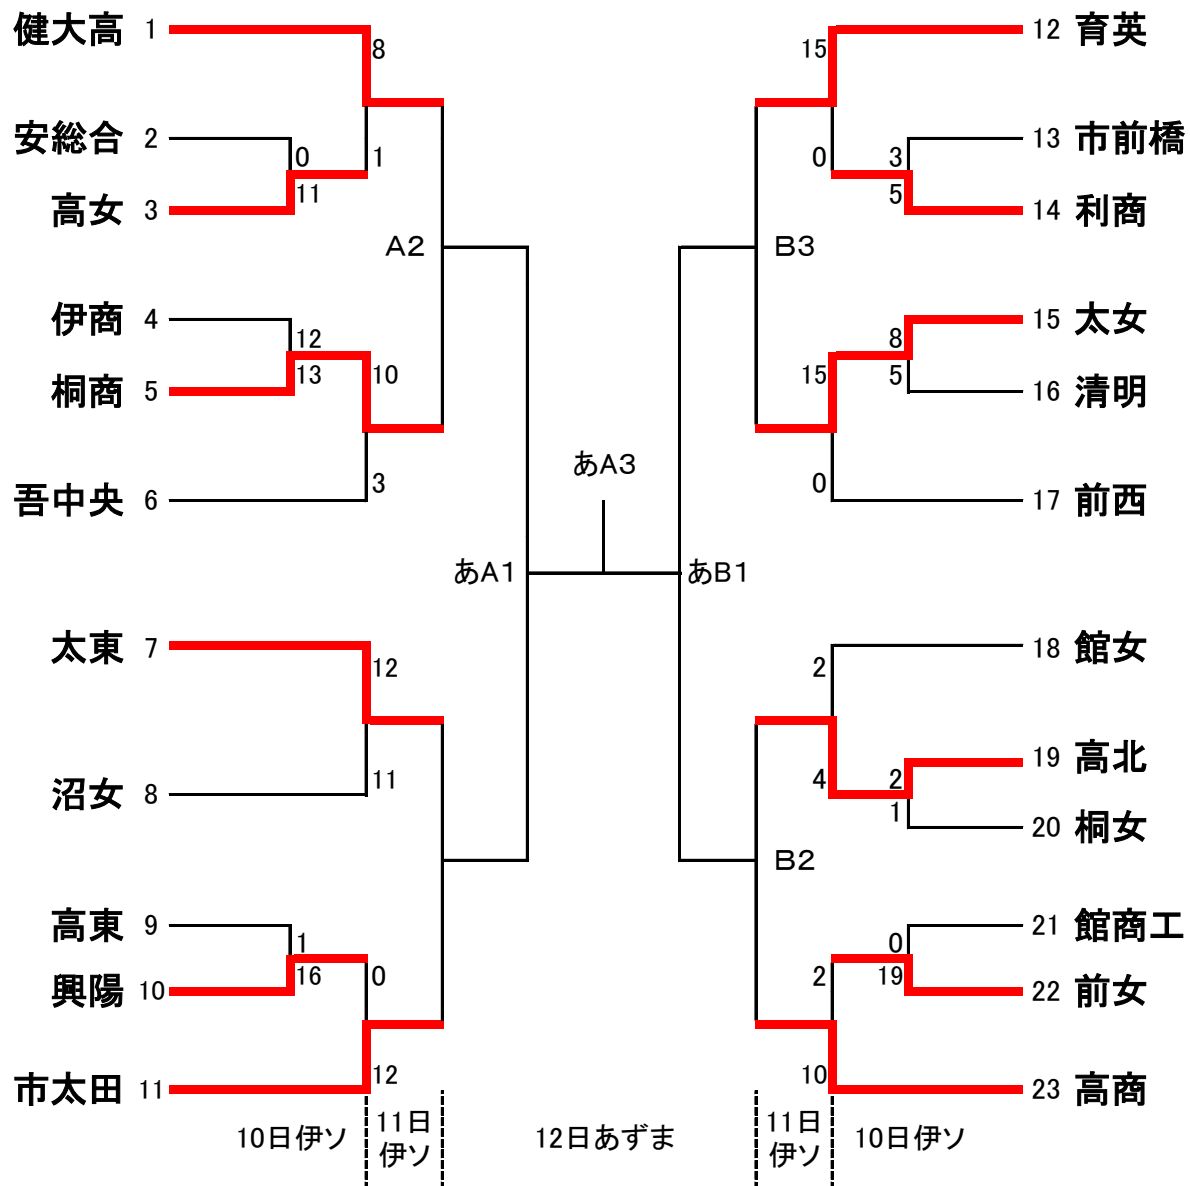 健大高 1
8
安総合 2
0
1
高女 3
11
A2
伊商 4
12
桐商 5
13
10
吾中央 6
3
あA1
太東 7
12
沼女 8
11
高東 9
1
興陽 10
16
0
市太田 11
12
あA3
12 育英
15
13 市前橋
3
0
14 利商
5
B3
15 太女
8
16 清明
5
15
17 前西
0
あB1
18 館女
2
19 高北
2
4
20 桐女
1
B2
21 館商工
0
22 前女
19
2
23 高商
10
10日伊ソ
11日
伊ソ
12日あずま
11日
伊ソ
10日伊ソ